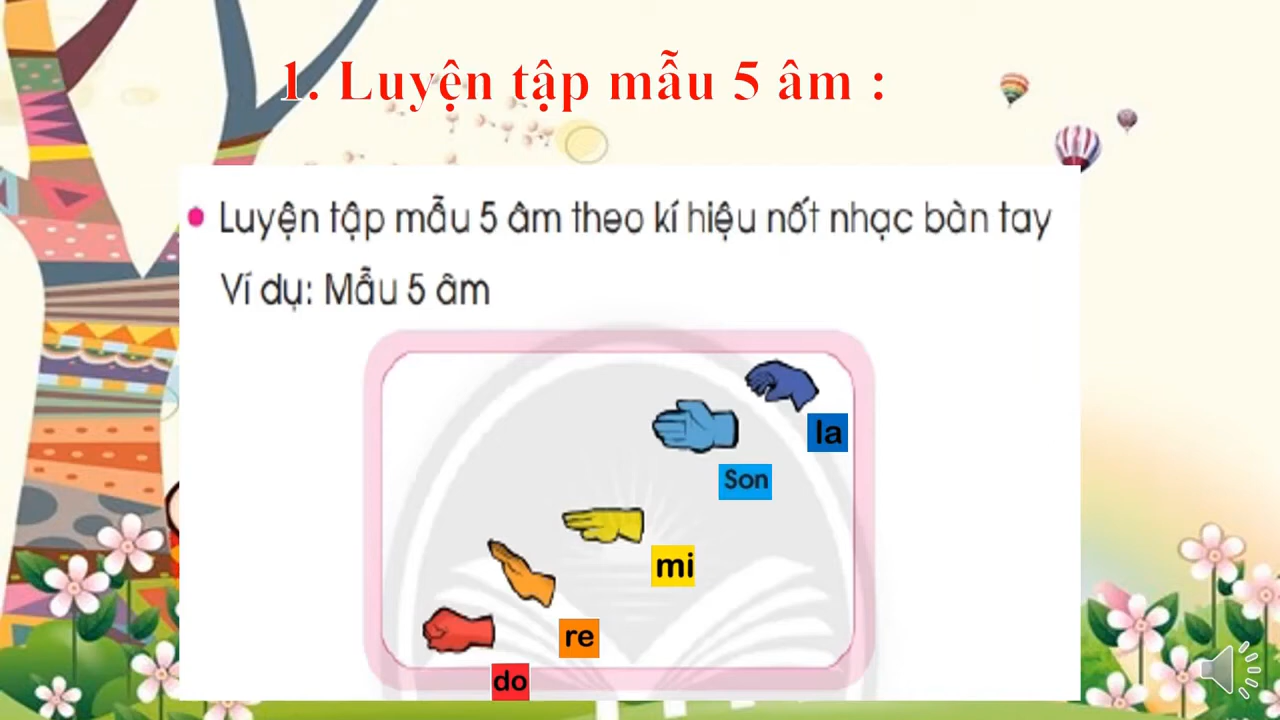 1. Luyện tập mẫu 5 âm :
Luyện tập mẫu 5 âm theo kí hiệu nốt nhạc bàn tay
Ví dụ: Mẫu 5 âm
la
Son
mi
re
do